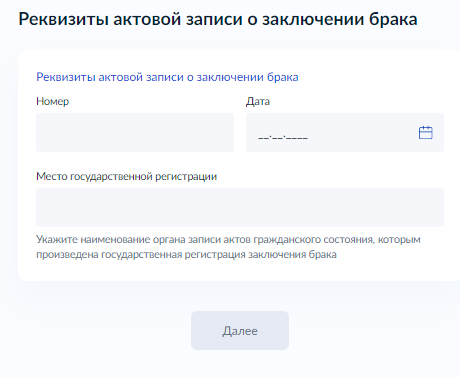 Реквизиты актовой записи о заключении брака
Реквизиты актовой записи о заключении брака
Номер
Дата
__.__.____
Место государственной регистрации
Укажите наименование органа записи актов гражданского состояния, которым
произведена государственная регистрация заключения брака
Далее